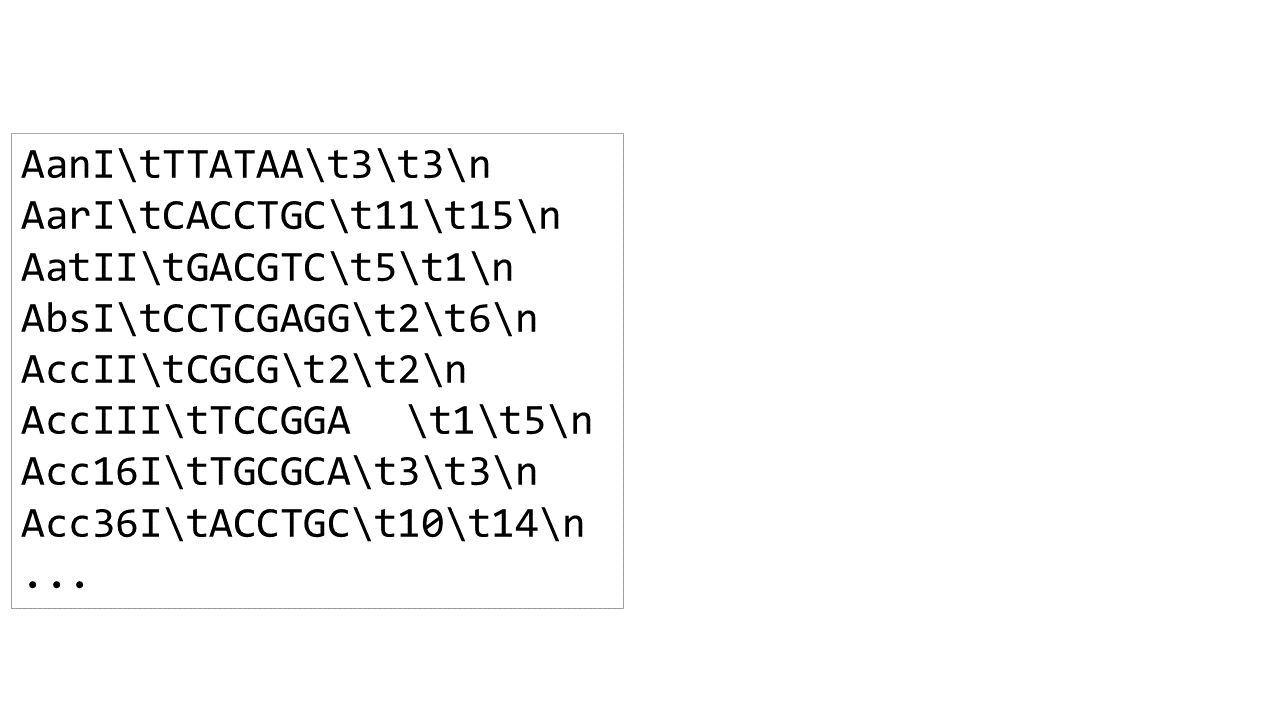 AanI\tTTATAA\t3\t3\n
AarI\tCACCTGC\t11\t15\n
AatII\tGACGTC\t5\t1\n
AbsI\tCCTCGAGG\t2\t6\n
AccII\tCGCG\t2\t2\n
AccIII\tTCCGGA  \t1\t5\n
Acc16I\tTGCGCA\t3\t3\n
Acc36I\tACCTGC\t10\t14\n
...